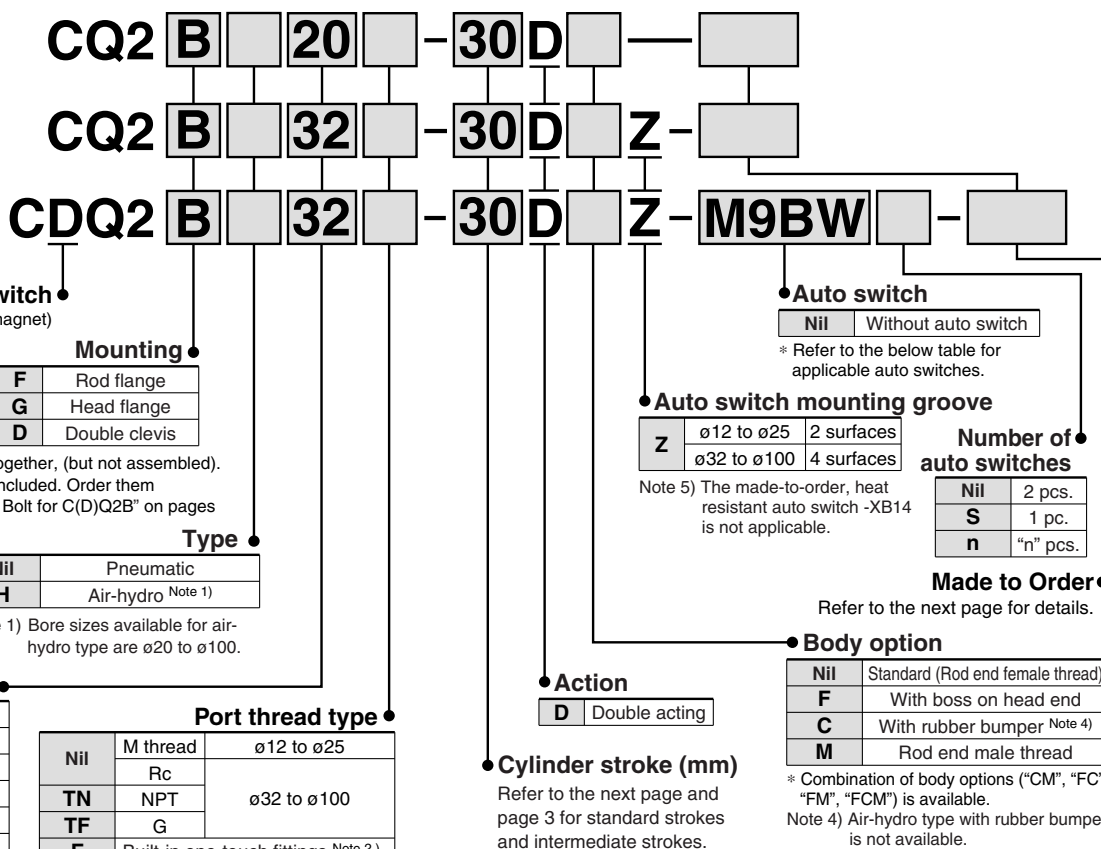 CQ2 B 20 – 30 D —
CQ2 B 32 – 30 D Z –
CDQ2 B 32 – 30 D Z – M9BW –
Auto switch
Nil Without auto switch
* Refer to the below table for
applicable auto switches.
Mounting
F Rod flange
G Head flange
D Double clevis
Auto switch mounting groove
Z ø12 to ø25 2 surfaces
ø32 to ø100 4 surfaces
Note 5) The made-to-order, heat
resistant auto switch -XB14
is not applicable.
Number of
auto switches
Nil 2 pcs.
S 1 pc.
n “n” pcs.
(but not assembled).
Order them
Bolt for C(D)Q2B” on pages
Type
Pneumatic
H Air-hydro Note 1)
1) Bore sizes available for air-
hydro type are ø20 to ø100.
Made to Order
Refer to the next page for details.
Body option
Nil Standard (Rod end female thread)
F With boss on head end
C With rubber bumper Note 4)
M Rod end male thread
* Combination of body options (“CM”, “FC”
“FM”, “FCM”) is available.
Note 4) Air-hydro type with rubber
is not available.
Action
D Double acting
Port thread type
Nil M thread ø12 to ø25
Rc
TN NPT ø32 to ø100
TF G
Cylinder stroke (mm)
Refer to the next page and
page 3 for standard strokes
and intermediate strokes.